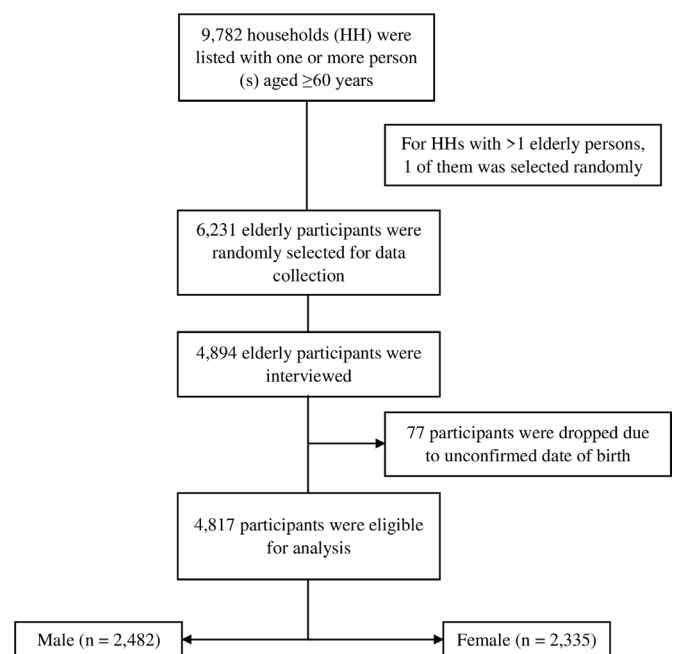 9,782 households (HH) were
listed with one or more person
(s) aged ≥60 years
For HHs with >1 elderly persons,
1 of them was selected randomly
6,231 elderly participants were
randomly selected for data
collection
4,894 elderly participants were
interviewed
77 participants were dropped due
to unconfirmed date of birth
4,817 participants were eligible
for analysis
Male (n = 2,482)
Female (n = 2,335)